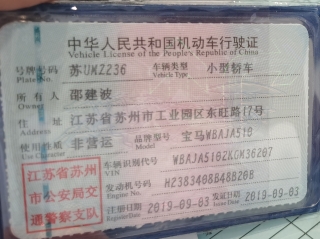 中华人民共和国机动车行驶证
Vehicle License of the People's Republic of China
号牌号码 苏UMZ236 车辆类型 小型轿车
Plate No. Vehicle Type
所有人 邵建波
Owner
住址 江苏省苏州市工业园区东旺路17号
Address
使用性质 非营运 品牌型号 宝马WBAJA510
Use Character Model
江苏省苏州
市公安局交
通警察支队
车辆识别代号 WBAJA5102KGM36207
VIN
发动机号码 H2383408B48B20B
Engine No.
注册日期 2019-09-03 发证日期 2019-09-03
Register Date Issue Date